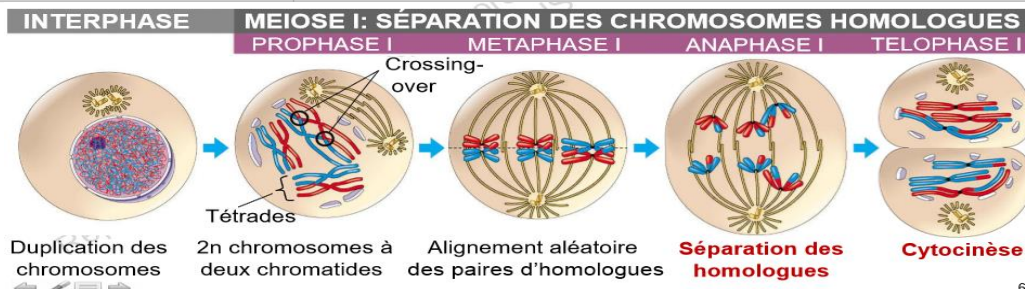 INTERPHASE
MEIOSE I: SÉPARATION DES CHROMOSOMES HOMOLOGUES
PROPHASE I
METAPHASE I
ANAPHASE I
TELOPHASE I
Crossing-
over
Tétrades
Duplication des
chromosomes
2n chromosomes à
deux chromatides
Alignement aléatoire
des paires d’homologues
Séparation des
homologues
Cytocinèse
6